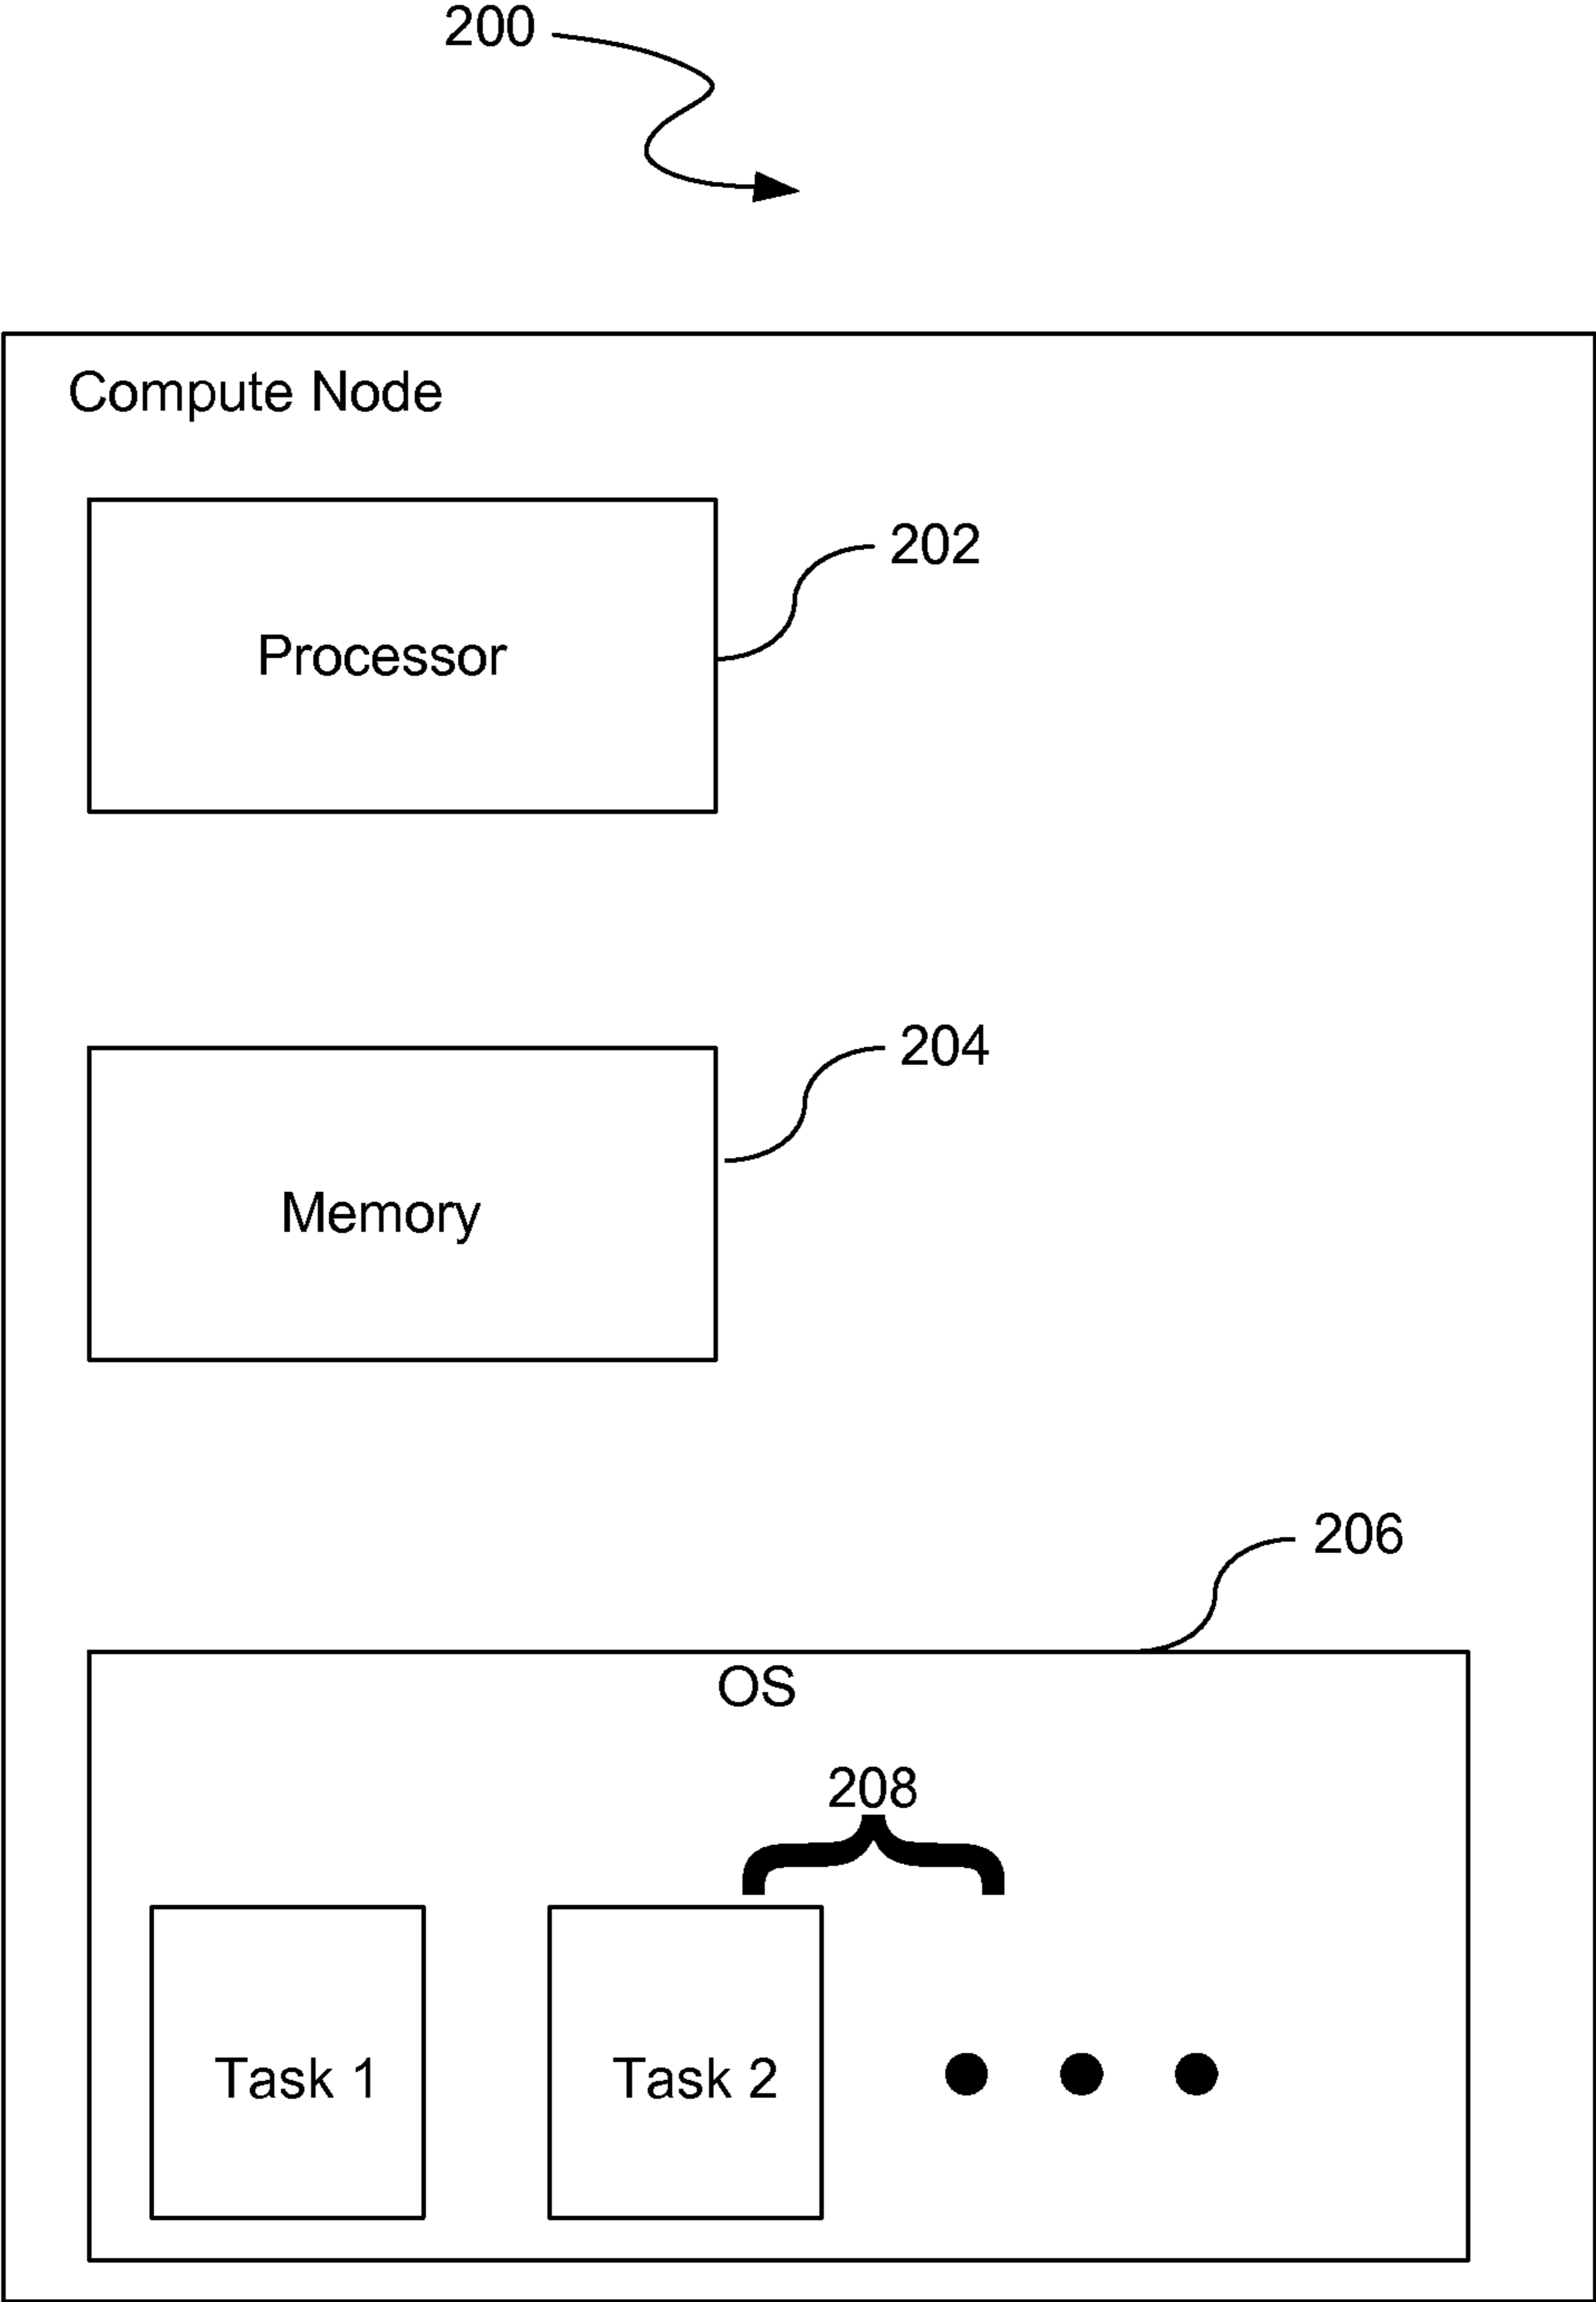 200
Compute Node
202
Processor
204
Memory
206
OS
208
Task 1
Task 2